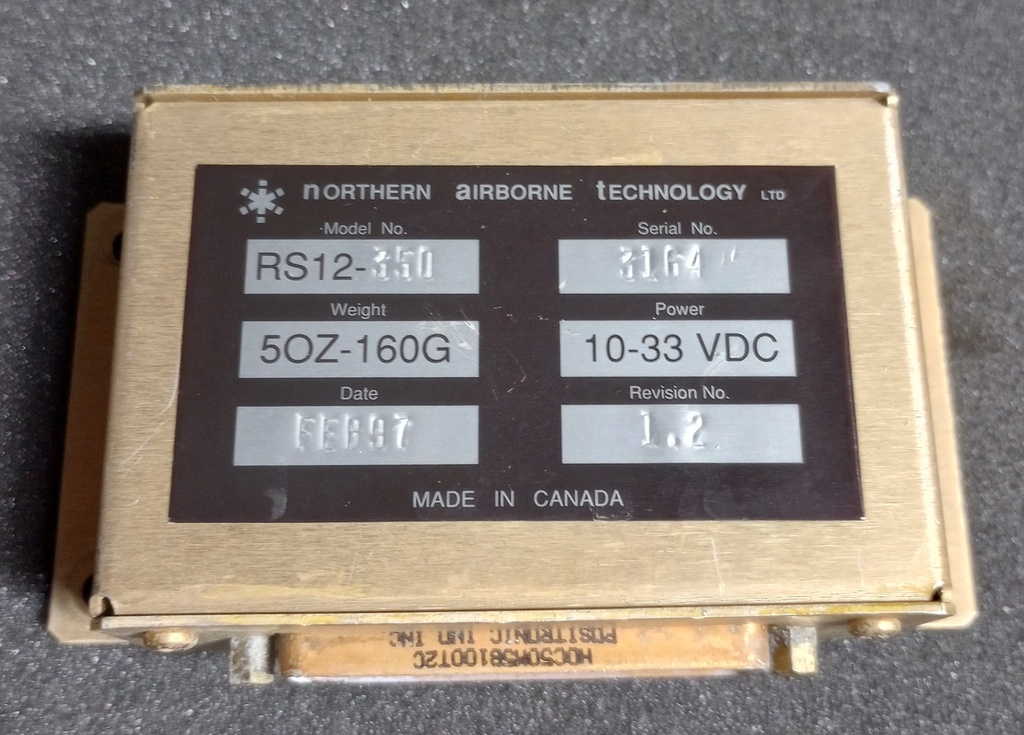 nORTHERN aIRBORNE tECHNOLOGY LTD
Model No. Serial No.
RS12-350 3164
Weight Power
5OZ-160G 10-33 VDC
Date Revision No.
FEB97 1.2
MADE IN CANADA
POSITRONIC IND INC
HDC50M5B100T2C